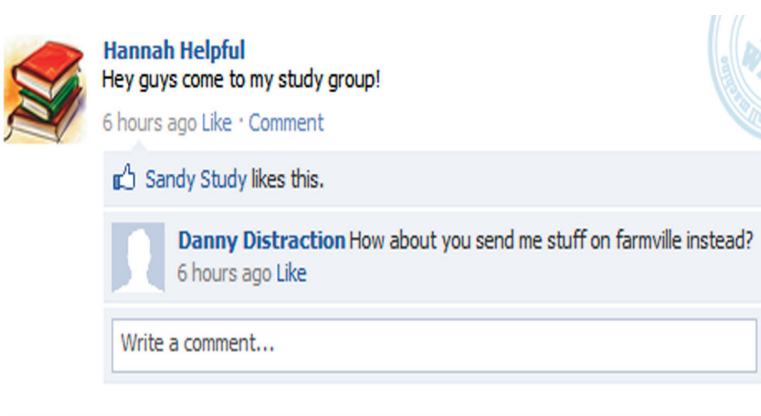 Hannah Helpful
Hey guys come to my study group!
6 hours ago Like · Comment
Sandy Study likes this.
Danny Distraction How about you send me stuff on farmville instead?
6 hours ago Like
Write a comment...